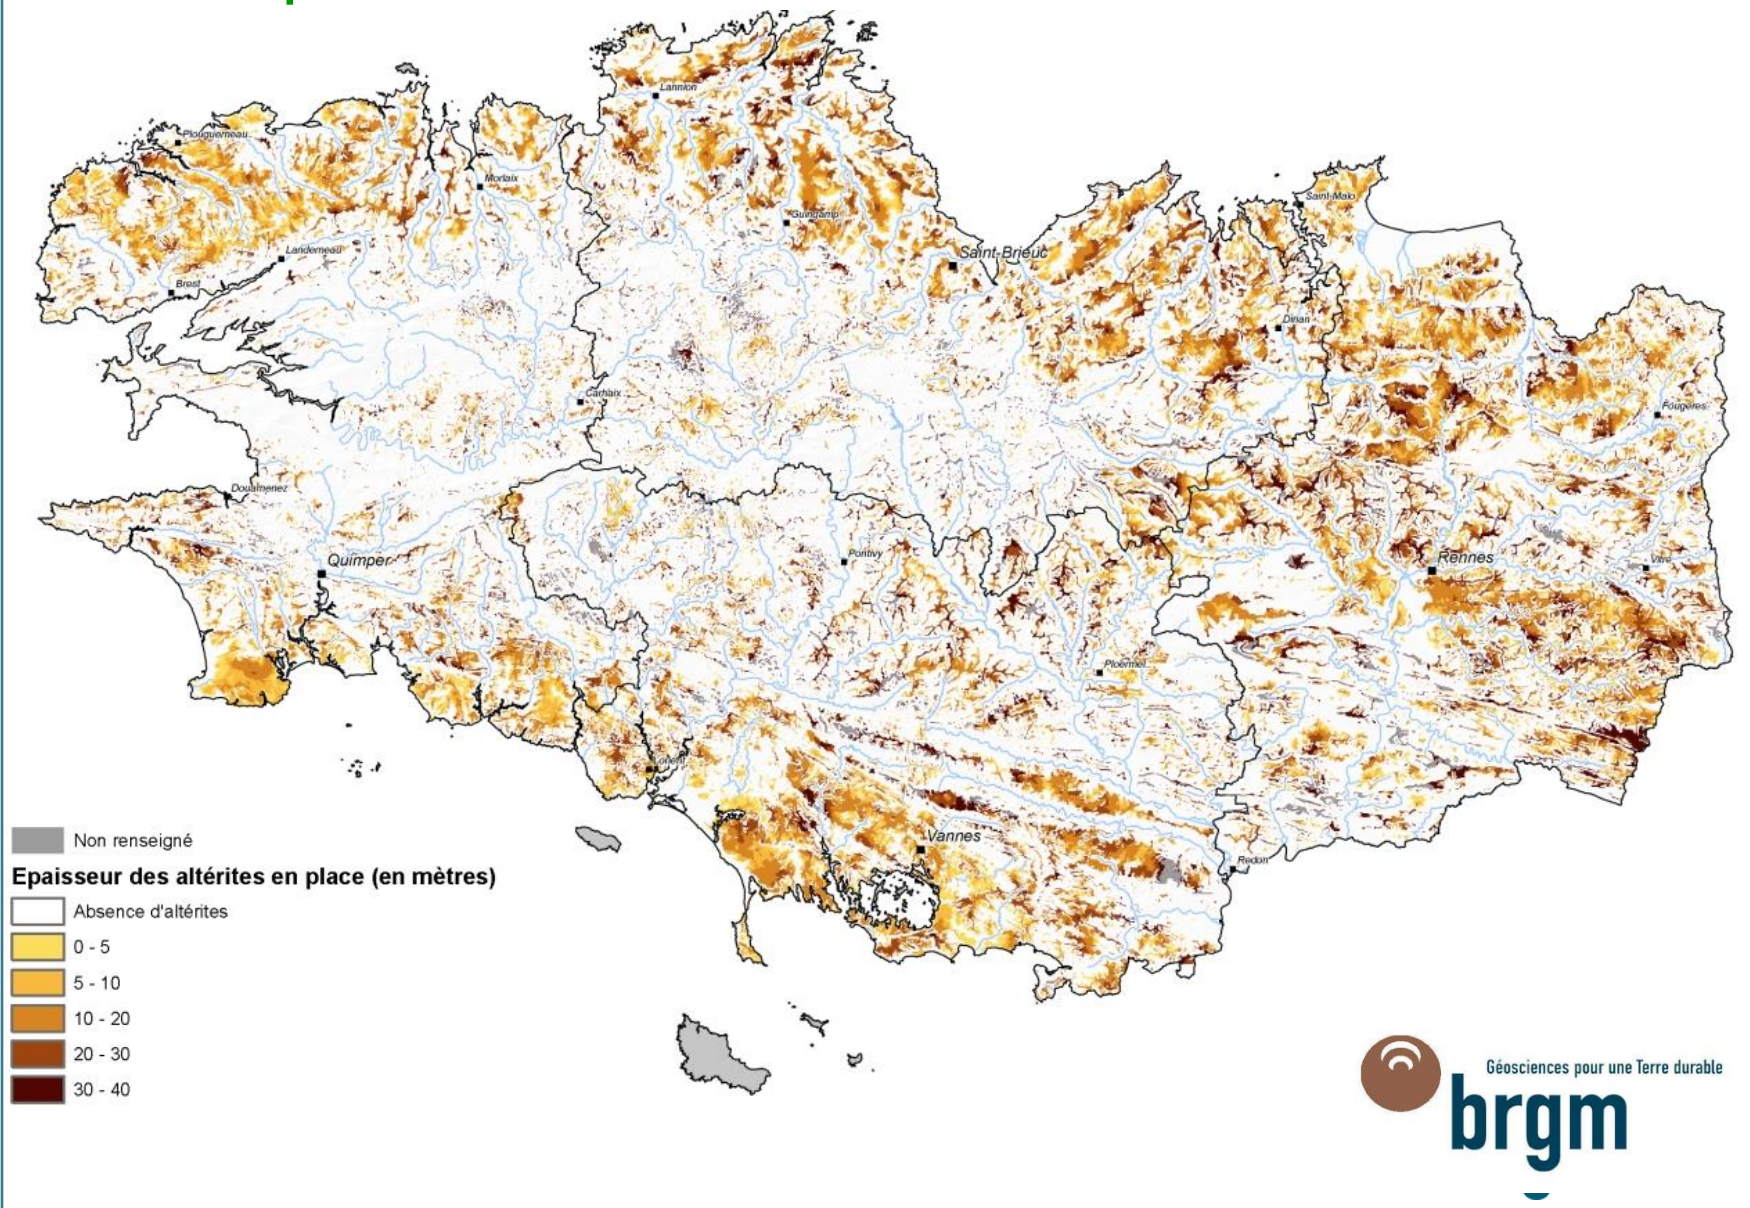 Lannion
Plouguerneau
Morlaix
Saint-Malo
Guingamp
Landerneau
Saint-Brieuc
Brest
Dinan
Carhaix
Fougères
Douarnenez
Pontivy
Quimper
Rennes
Vitré
Ploërmel
Lorient
Vannes
Redon
Non renseigné
Epaisseur des altérites en place (en mètres)
Absence d'altérites
0 - 5
5 - 10
10 - 20
20 - 30
30 - 40
Géosciences pour une Terre durable
brgm